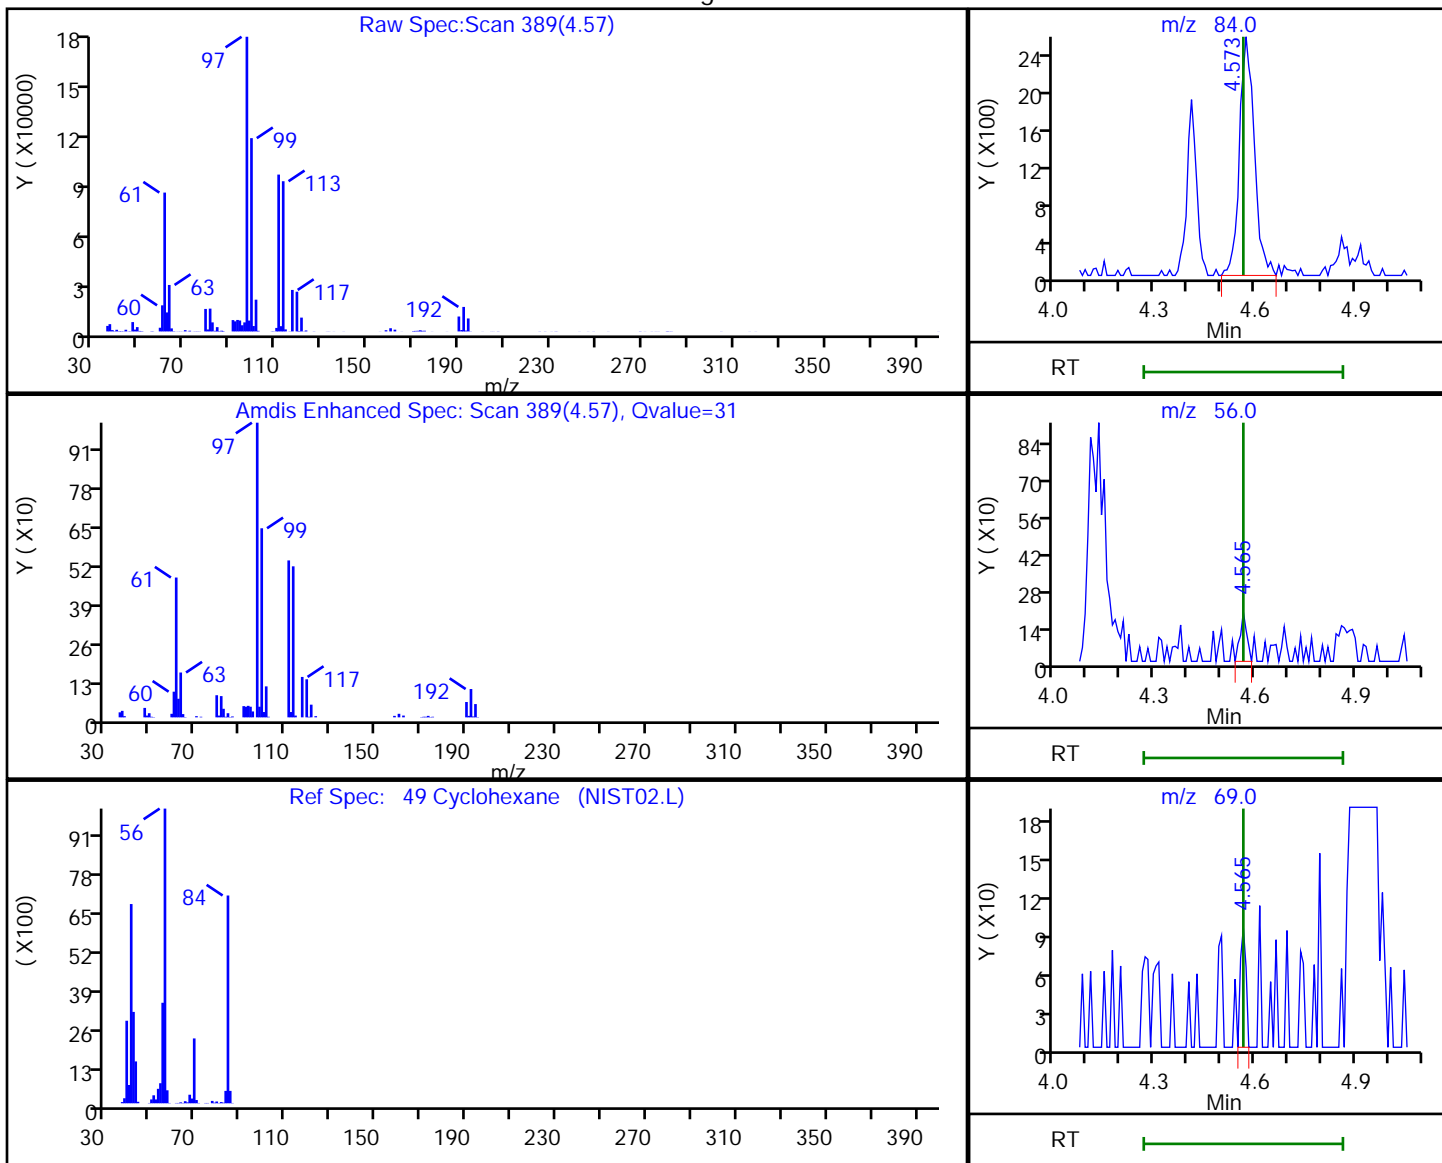 Raw Spec:Scan 389(4.57)
Y ( X10000)
18
15
12
9
6
3
0
97
99
61
113
60
63
117
192
30 70 110 150 190 230 270 310 350 390
m/z
m/z 84.0
Y ( X100)
24
20
16
12
8
4
0
4.573
4.0 4.3 4.6 4.9
Min
RT
Amdis Enhanced Spec: Scan 389(4.57), Qvalue=31
Y ( X10)
91
78
65
52
39
26
13
0
97
99
61
60
63
117
192
30 70 110 150 190 230 270 310 350 390
m/z
m/z 56.0
Y ( X10)
84
70
56
42
28
14
0
4.565
4.0 4.3 4.6 4.9
Min
RT
Ref Spec: 49 Cyclohexane (NIST02.L)
( X100)
91
78
65
52
39
26
13
0
56
84
30 70 110 150 190 230 270 310 350 390
m/z 69.0
Y ( X10)
18
15
12
9
6
3
0
4.565
4.0 4.3 4.6 4.9
Min
RT